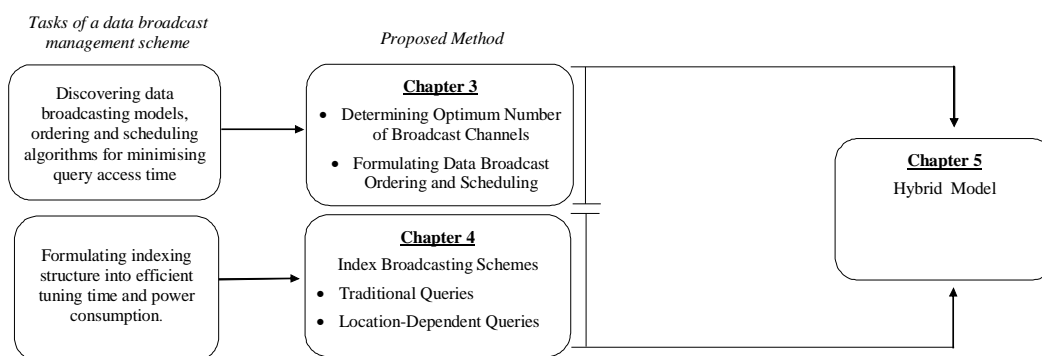 Tasks of a data broadcast
management scheme
Proposed Method
Discovering data
broadcasting models,
ordering and scheduling
algorithms for minimising
query access time
Chapter 3
• Determining Optimum Number
of Broadcast Channels
• Formulating Data Broadcast
Ordering and Scheduling
Formulating indexing
structure into efficient
tuning time and power
consumption.
Chapter 4
Index Broadcasting Schemes
• Traditional Queries
• Location-Dependent Queries
Chapter 5
Hybrid Model